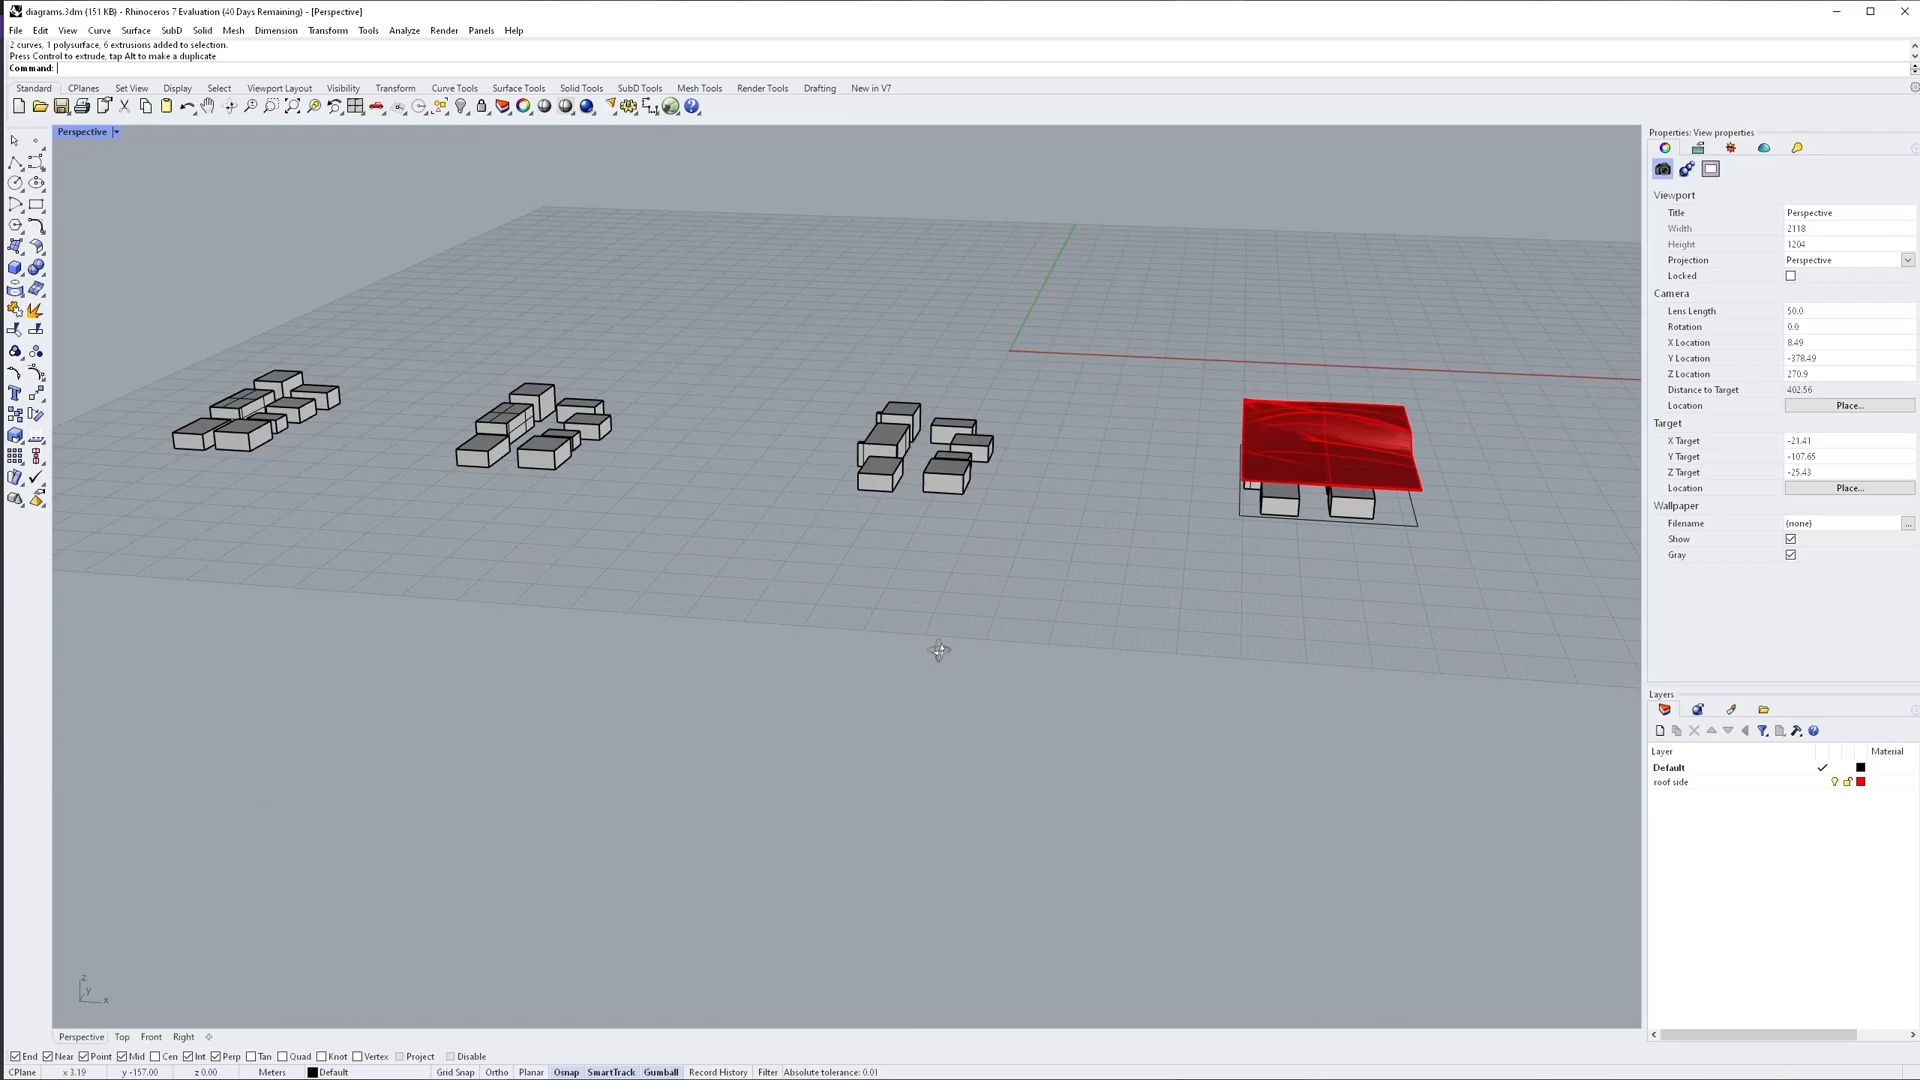 diagrams.3dm (151 KB) - Rhinoceros 7 Evaluation (40 Days Remaining) - [Perspective]
File Edit View Curve Surface SubD Solid Mesh Dimension Transform Tools Analyze Render Panels Help
2 curves, 1 polysurface, 6 extrusions added to selection.
Press Control to extrude, tap Alt to make a duplicate
Command:
Standard CPlanes Set View Display Select Viewport Layout Visibility Transform Curve Tools Surface Tools Solid Tools SubD Tools Mesh Tools Render Tools Drafting New in V7
Perspective
Properties: View properties
Viewport
Title Perspective
Width 2118
Height 1204
Projection Perspective
Locked
Camera
Lens Length 50.0
Rotation 0.0
X Location 8.49
Y Location -378.49
Z Location 270.9
Distance to Target 402.56
Location Place...
Target
X Target -21.41
Y Target -107.65
Z Target -25.43
Location Place...
Wallpaper
Filename (none) ...
Show
Gray
Layers
Layer Material
Default
roof side
z
y
x
Perspective Top Front Right
End Near Point Mid Cen Int Perp Tan Quad Knot Vertex Project Disable
CPlane x 3.19 y -157.00 z 0.00 Meters Default Grid Snap Ortho Planar Osnap SmartTrack Gumball Record History Filter Absolute tolerance: 0.01